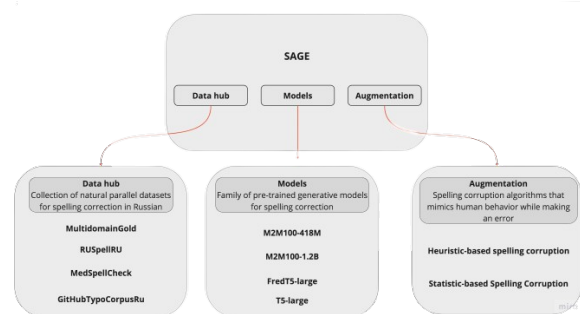 SAGE
Data hub
Models
Augmentation
Data hub
Collection of natural parallel datasets
for spelling correction in Russian
MultidomainGold
RUSpellRU
MedSpellCheck
GitHubTypoCorpusRu
Models
Family of pre-trained generative models
for spelling correction
M2M100-418M
M2M100-1.2B
FredT5-large
T5-large
Augmentation
Spelling corruption algorithms that
mimics human behavior while making
an error
Heuristic-based spelling corruption
Statistic-based Spelling Corruption
miro